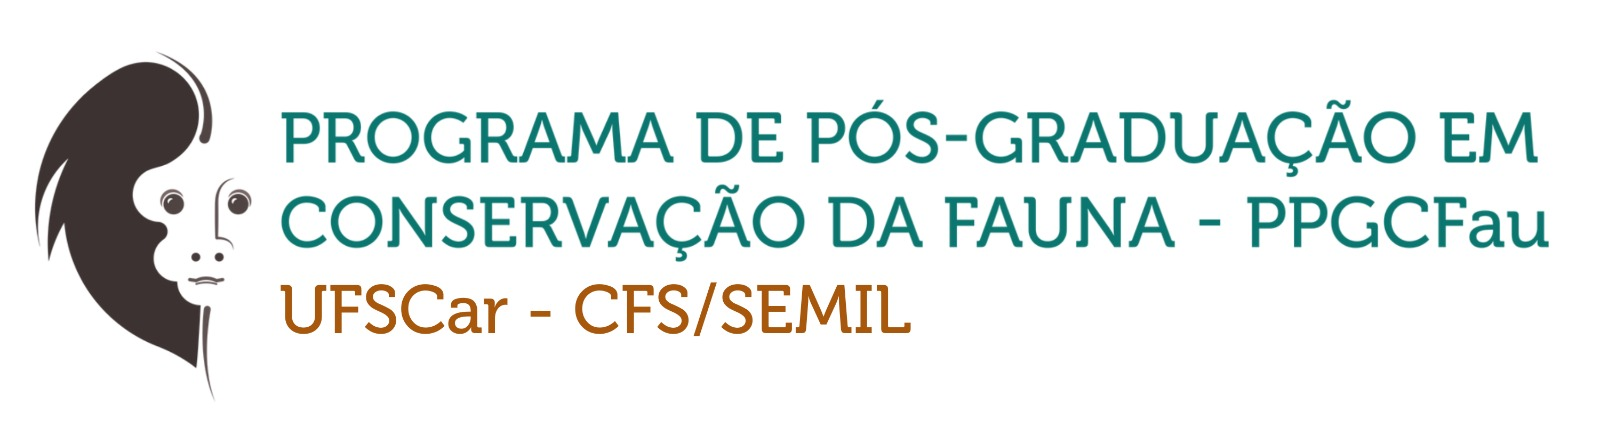 PROGRAMA DE PÓS-GRADUAÇÃO EM
CONSERVAÇÃO DA FAUNA - PPGCFau
UFSCar - CFS/SEMIL